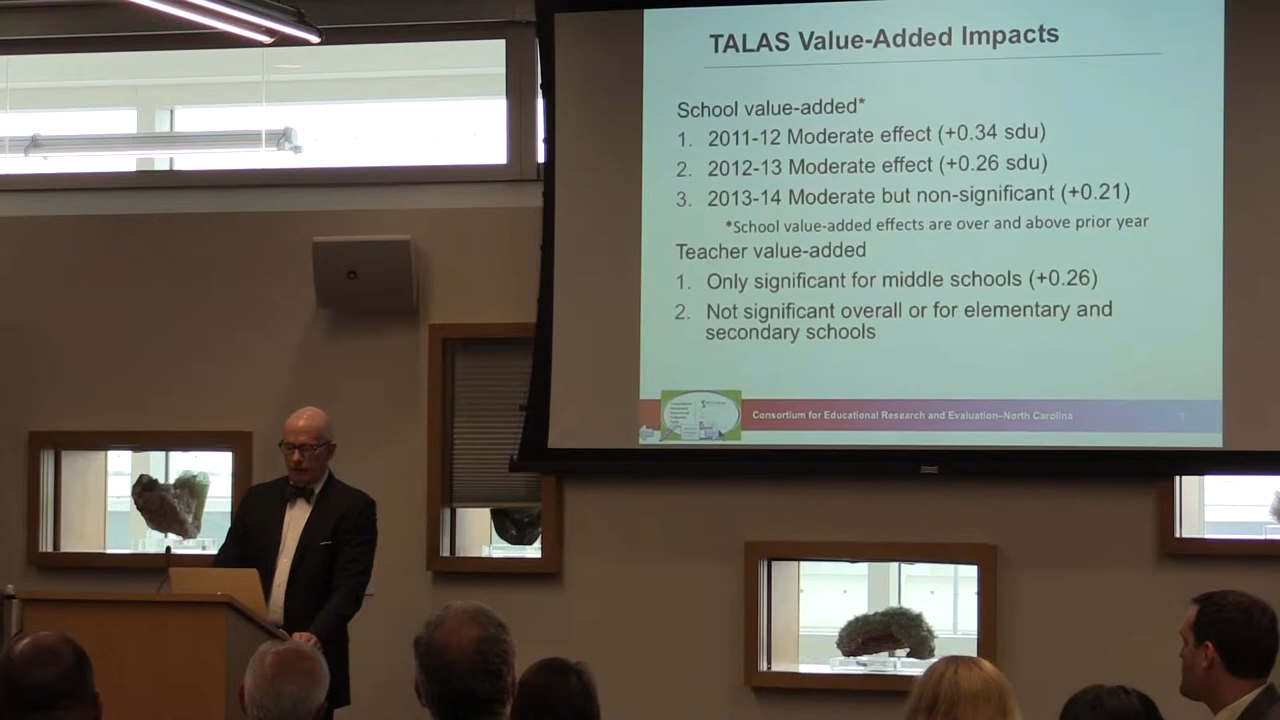 TALAS Value-Added Impacts
School value-added*
1. 2011-12 Moderate effect (+0.34 sdu)
2. 2012-13 Moderate effect (+0.26 sdu)
3. 2013-14 Moderate but non-significant (+0.21)
*School value-added effects are over and above prior year
Teacher value-added
1. Only significant for middle schools (+0.26)
2. Not significant overall or for elementary and
secondary schools
Consortium for Educational Research and Evaluation–North Carolina